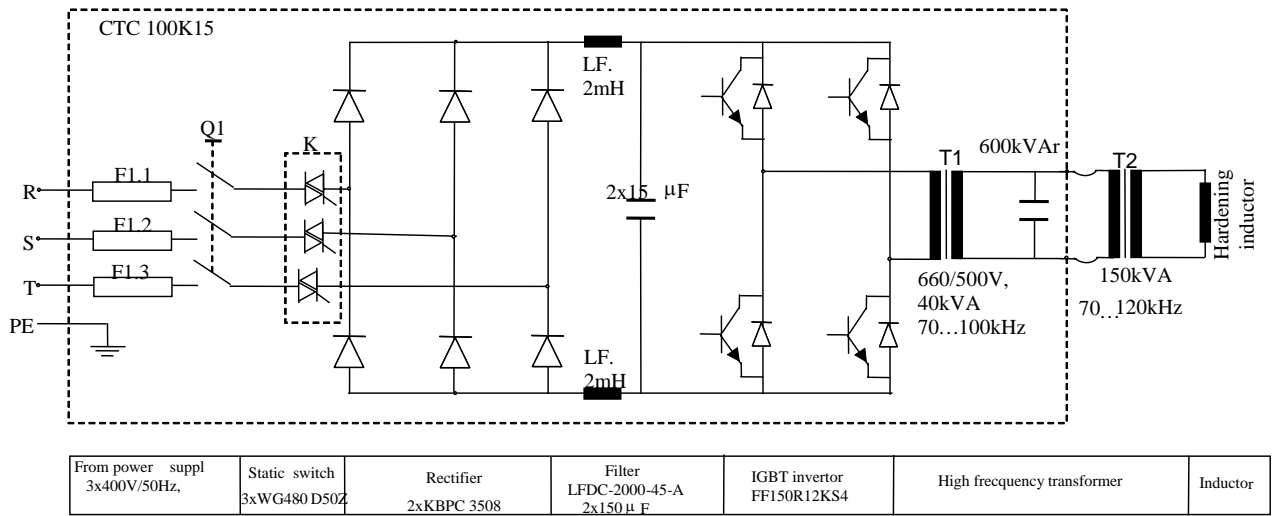 CTC 100K15
LF.
2mH
Q1
K
R
F1.1
S
F1.2
T
F1.3
PE
2x15 μF
LF.
2mH
T1
600kVAr
T2
660/500V,
40kVA
70…100kHz
150kVA
70…120kHz
Hardening
inductor
From power suppl
3x400V/50Hz,
Static switch
3xWG480 D50Z
Rectifier
2xKBPC 3508
Filter
LFDC-2000-45-A
2x150 μ F
IGBT invertor
FF150R12KS4
High frecquency transformer
Inductor